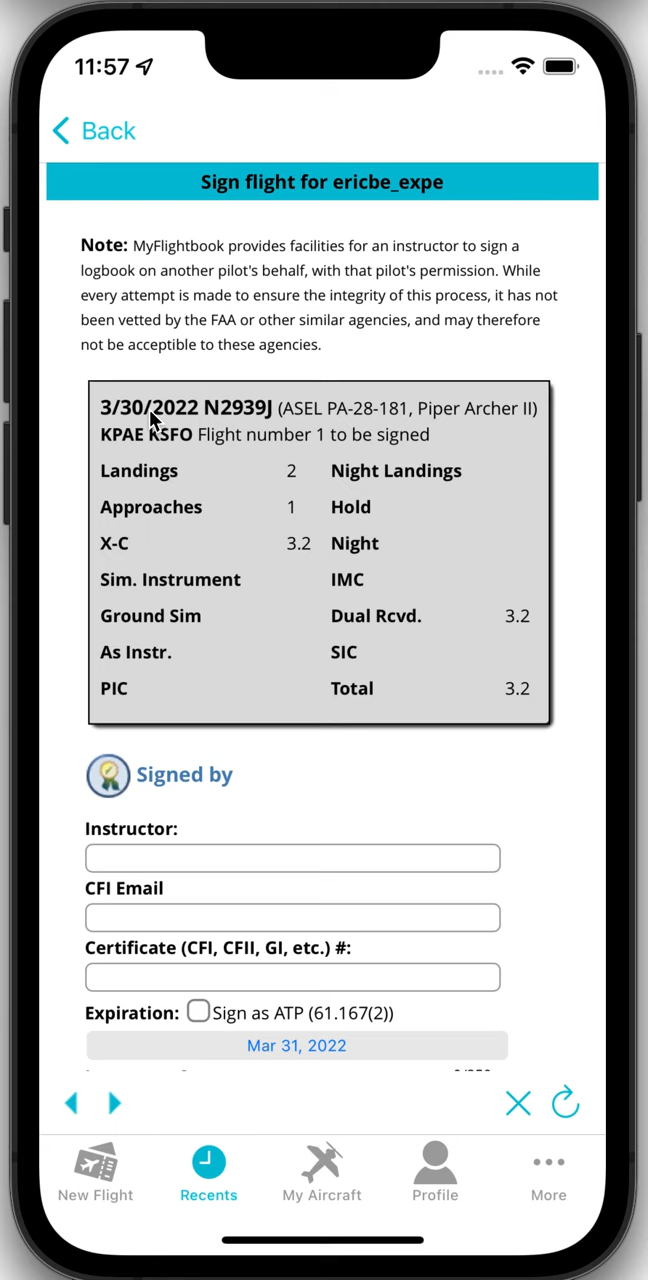 11:57
Back
Sign flight for ericbe_expe
Note: MyFlightbook provides facilities for an instructor to sign a
logbook on another pilot's behalf, with that pilot's permission. While
every attempt is made to ensure the integrity of this process, it has not
been vetted by the FAA or other similar agencies, and may therefore
not be acceptible to these agencies.
3/30/2022 N2939J (ASEL PA-28-181, Piper Archer II)
KPAE KSFO Flight number 1 to be signed
Landings 2 Night Landings
Approaches 1 Hold
X-C 3.2 Night
Sim. Instrument IMC
Ground Sim Dual Rcvd. 3.2
As Instr. SIC
PIC Total 3.2
Signed by
Instructor:
CFI Email
Certificate (CFI, CFII, GI, etc.) #:
Expiration: Sign as ATP (61.167(2))
Mar 31, 2022
New Flight Recents My Aircraft Profile More